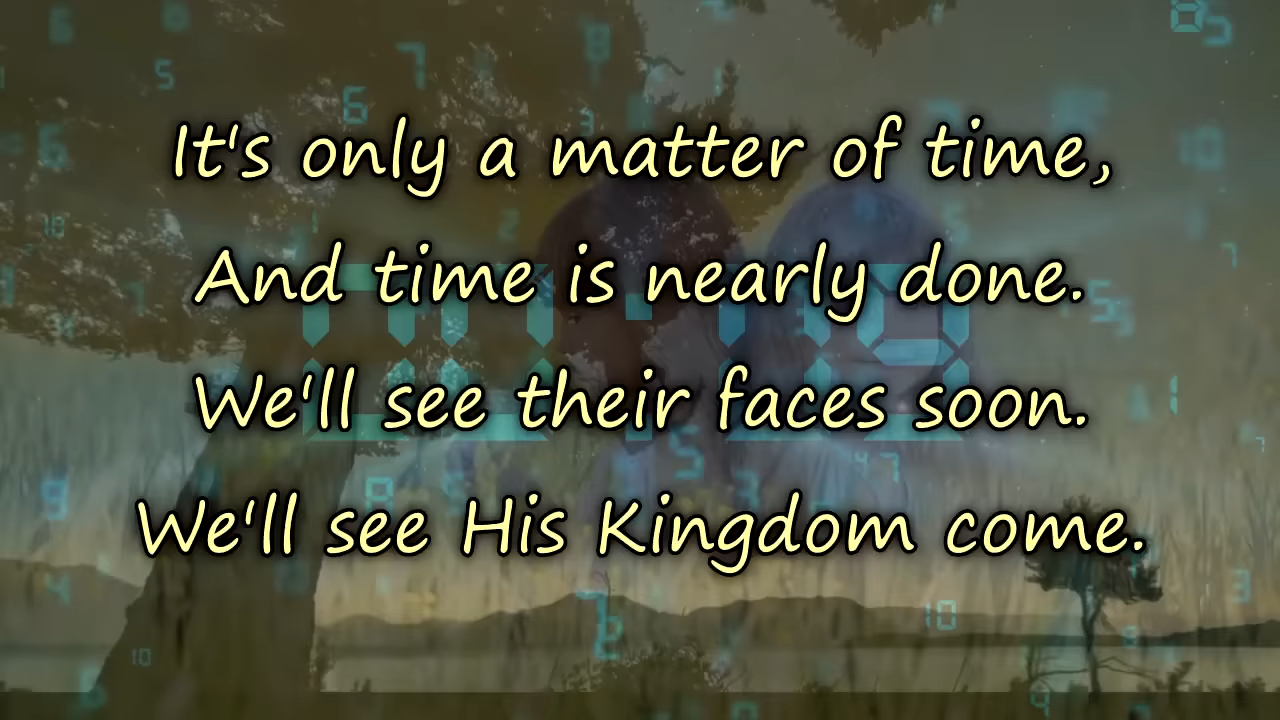 It's only a matter of time,
And time is nearly done.
We'll see their faces soon.
We'll see His Kingdom come.